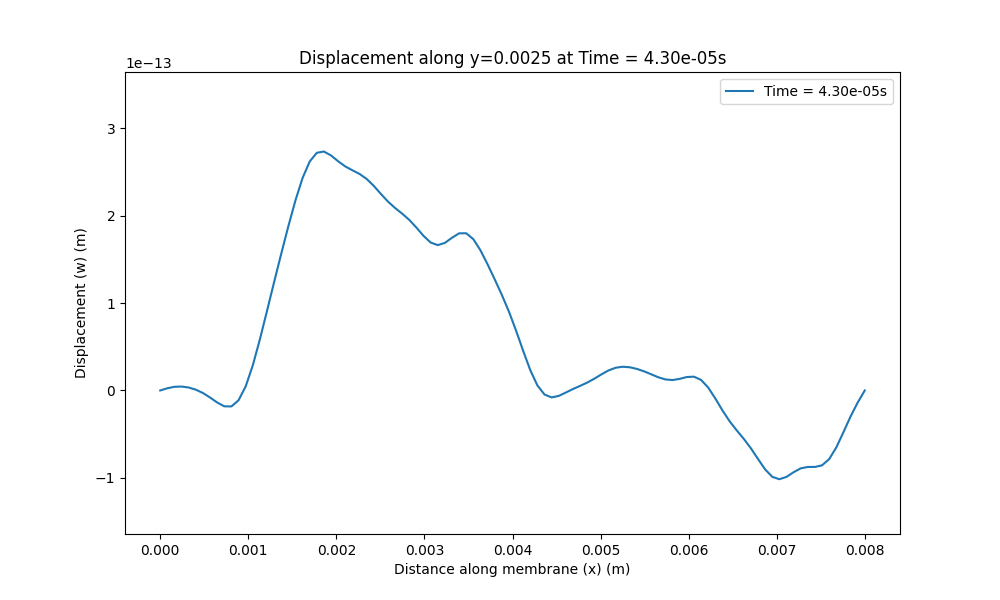 Displacement along y=0.0025 at Time = 4.30e-05s
1e−13
Time = 4.30e-05s
Displacement (w) (m)
3
2
1
0
−1
0.000 0.001 0.002 0.003 0.004 0.005 0.006 0.007 0.008
Distance along membrane (x) (m)